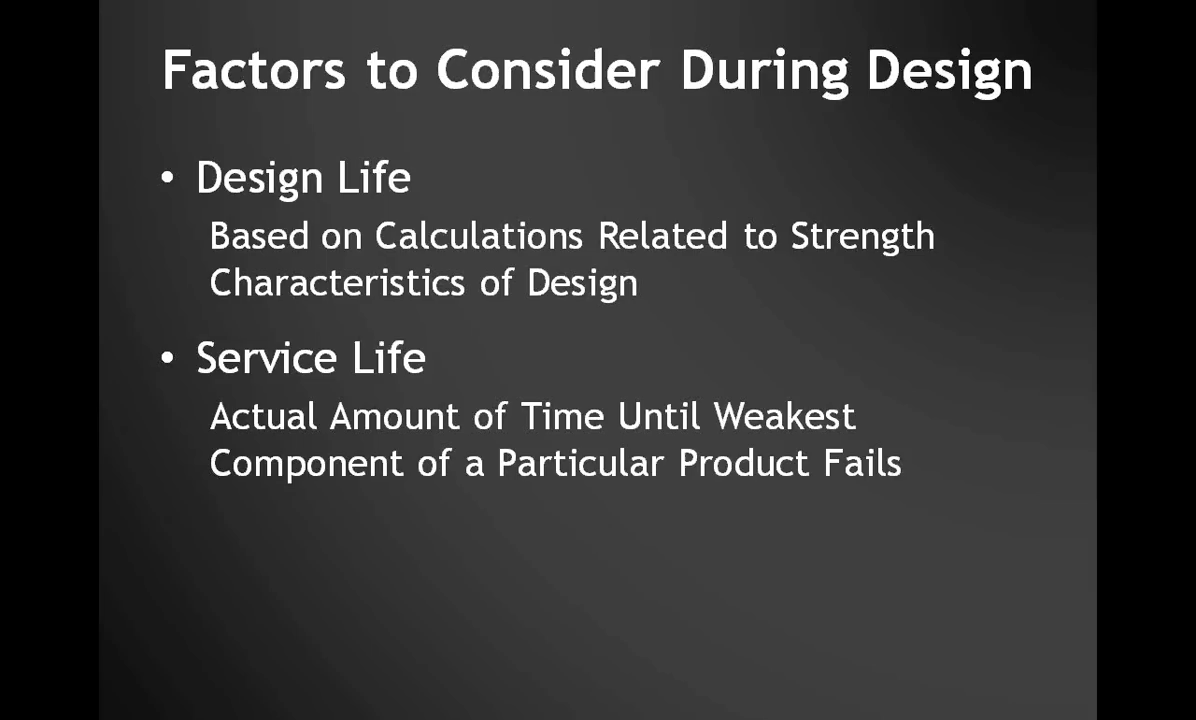 Factors to Consider During Design
• Design Life
Based on Calculations Related to Strength
Characteristics of Design
• Service Life
Actual Amount of Time Until Weakest
Component of a Particular Product Fails